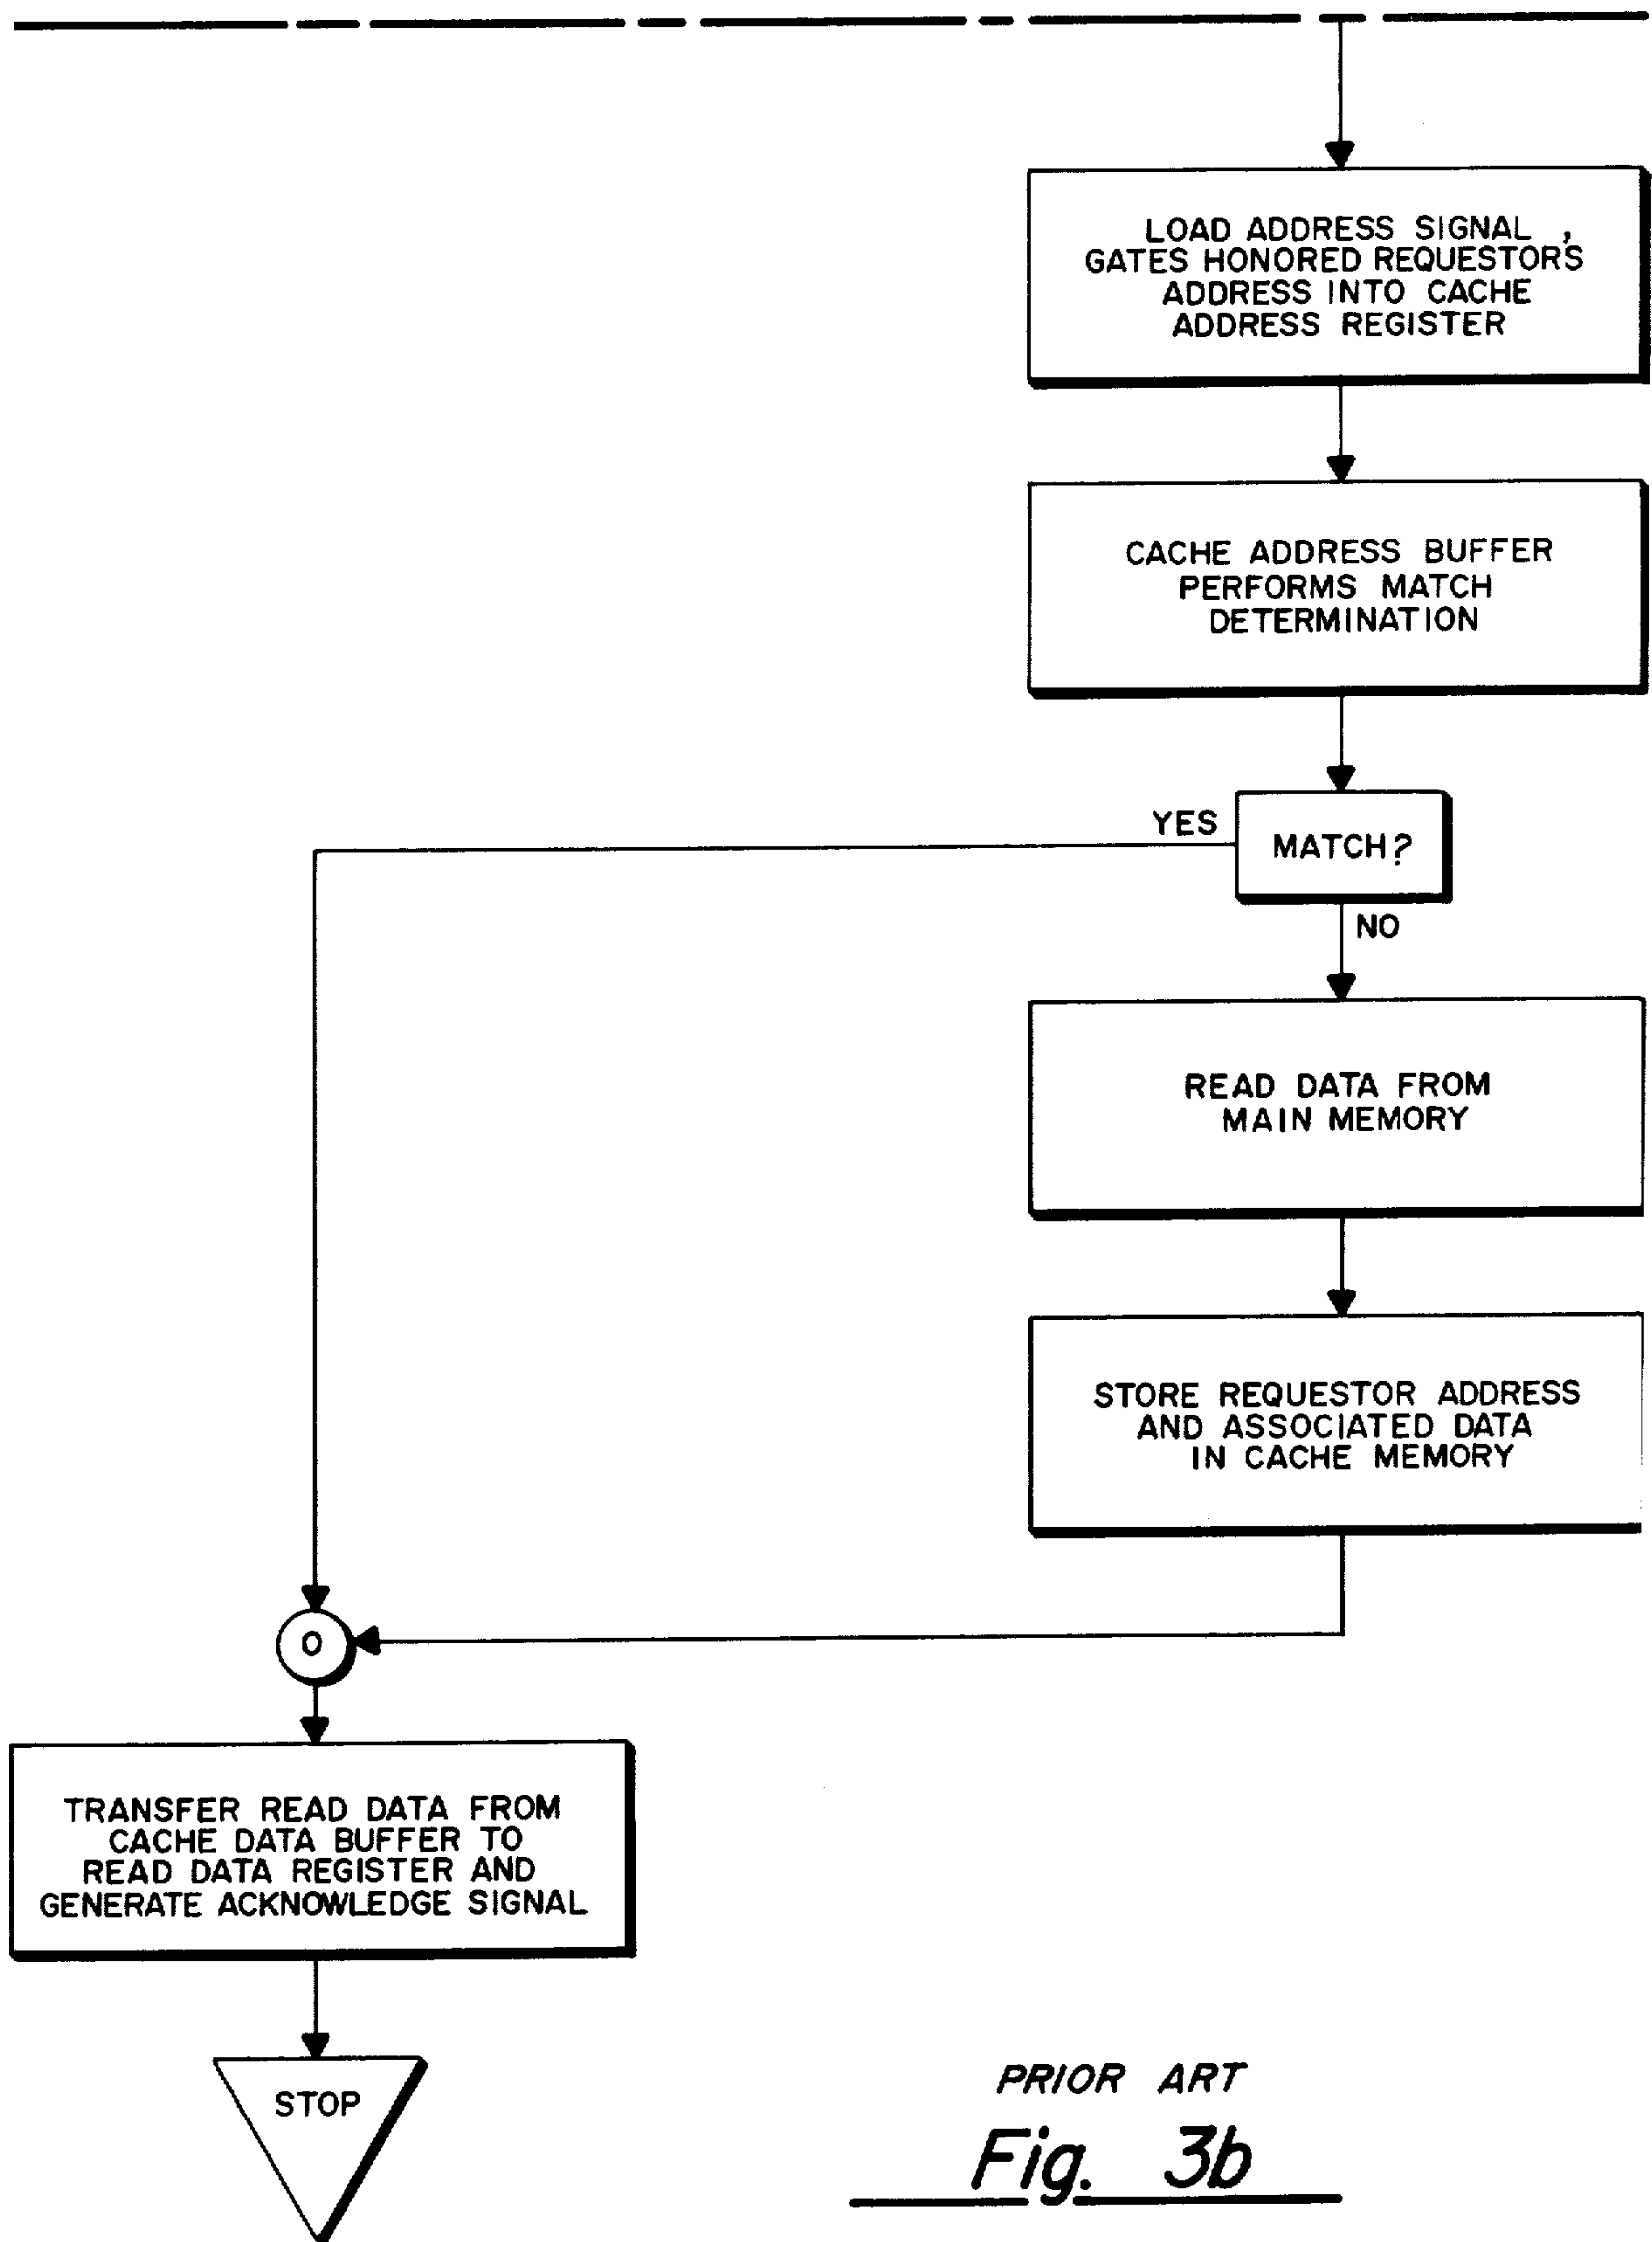 LOAD ADDRESS SIGNAL ,
GATES HONORED REQUESTOR'S
ADDRESS INTO CACHE
ADDRESS REGISTER
CACHE ADDRESS BUFFER
PERFORMS MATCH
DETERMINATION
YES
MATCH?
NO
READ DATA FROM
MAIN MEMORY
STORE REQUESTOR ADDRESS
AND ASSOCIATED DATA
IN CACHE MEMORY
O
TRANSFER READ DATA FROM
CACHE DATA BUFFER TO
READ DATA REGISTER AND
GENERATE ACKNOWLEDGE SIGNAL
STOP
PRIOR ART
Fig. 3b